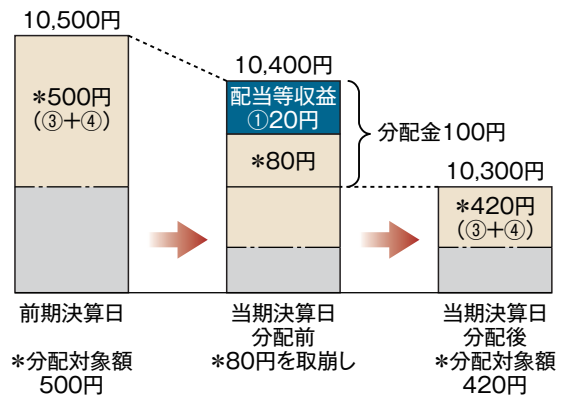 10,500円
*500円
（③＋④）
10,400円
配当等収益
①20円
*80円
分配金100円
10,300円
*420円
（③＋④）
前期決算日
*分配対象額
500円
当期決算日
分配前
*80円を取崩し
当期決算日
分配後
*分配対象額
420円